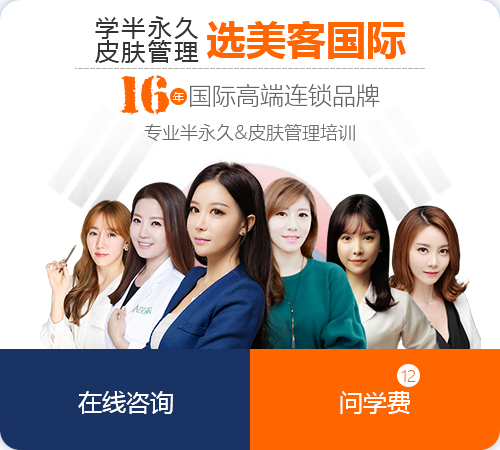 学半永久
皮肤管理
选美客国际
16年国际高端连锁品牌
专业半永久&皮肤管理培训
在线咨询
问学费
12